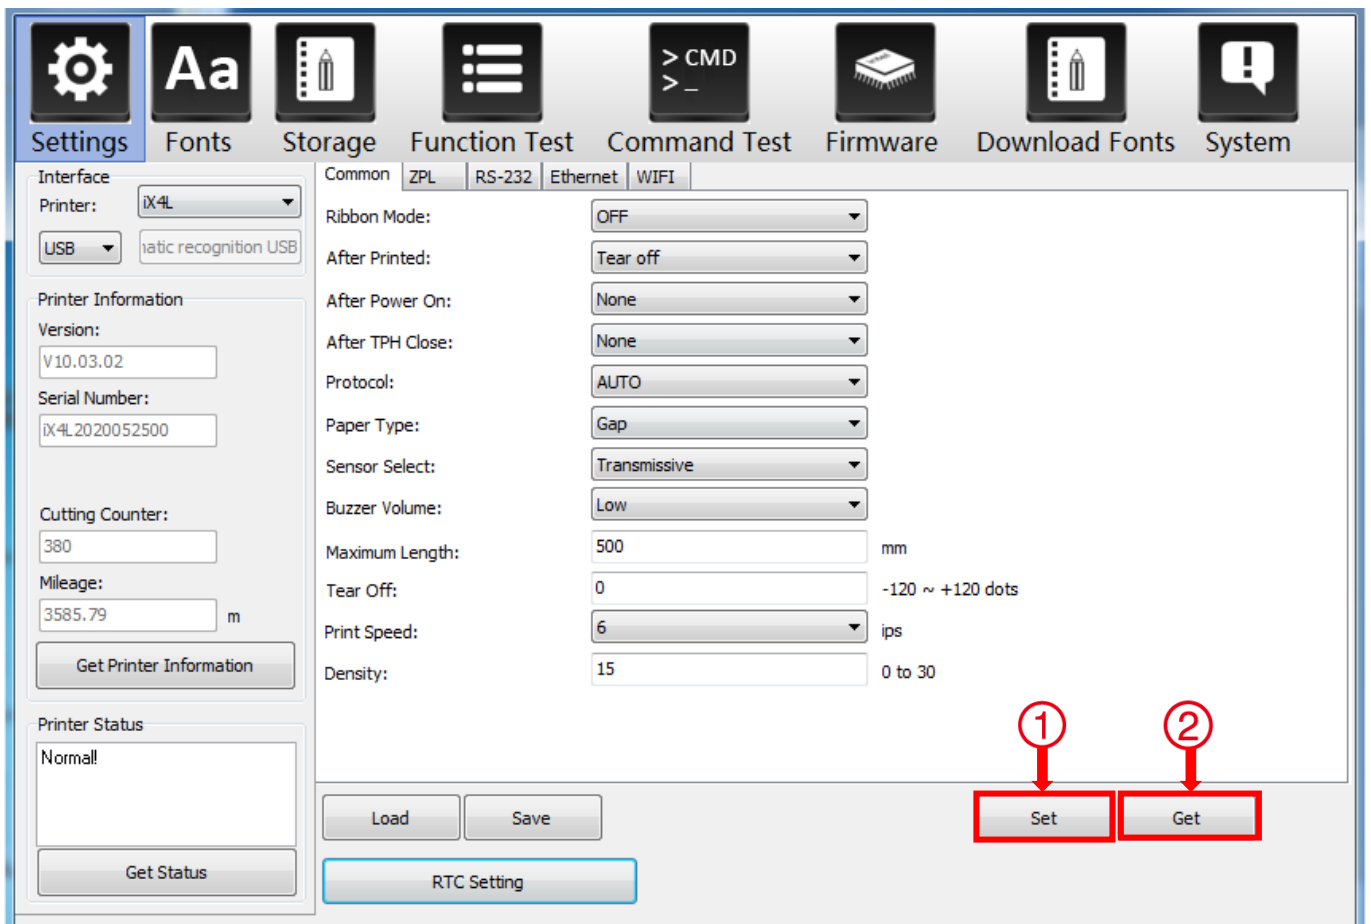 Aa
> CMD
> _
Settings Fonts Storage Function Test Command Test Firmware Download Fonts System
Interface
Printer: iX4L
USB natic recognition USB
Printer Information
Version:
V10.03.02
Serial Number:
iX4L2020052500
Cutting Counter:
380
Mileage:
3585.79 m
Get Printer Information
Printer Status
Normal!
Get Status
Common ZPL RS-232 Ethernet WIFI
Ribbon Mode: OFF
After Printed: Tear off
After Power On: None
After TPH Close: None
Protocol: AUTO
Paper Type: Gap
Sensor Select: Transmissive
Buzzer Volume: Low
Maximum Length: 500 mm
Tear Off: 0 -120 ~ +120 dots
Print Speed: 6 ips
Density: 15 0 to 30
① ②
Load Save Set Get
RTC Setting